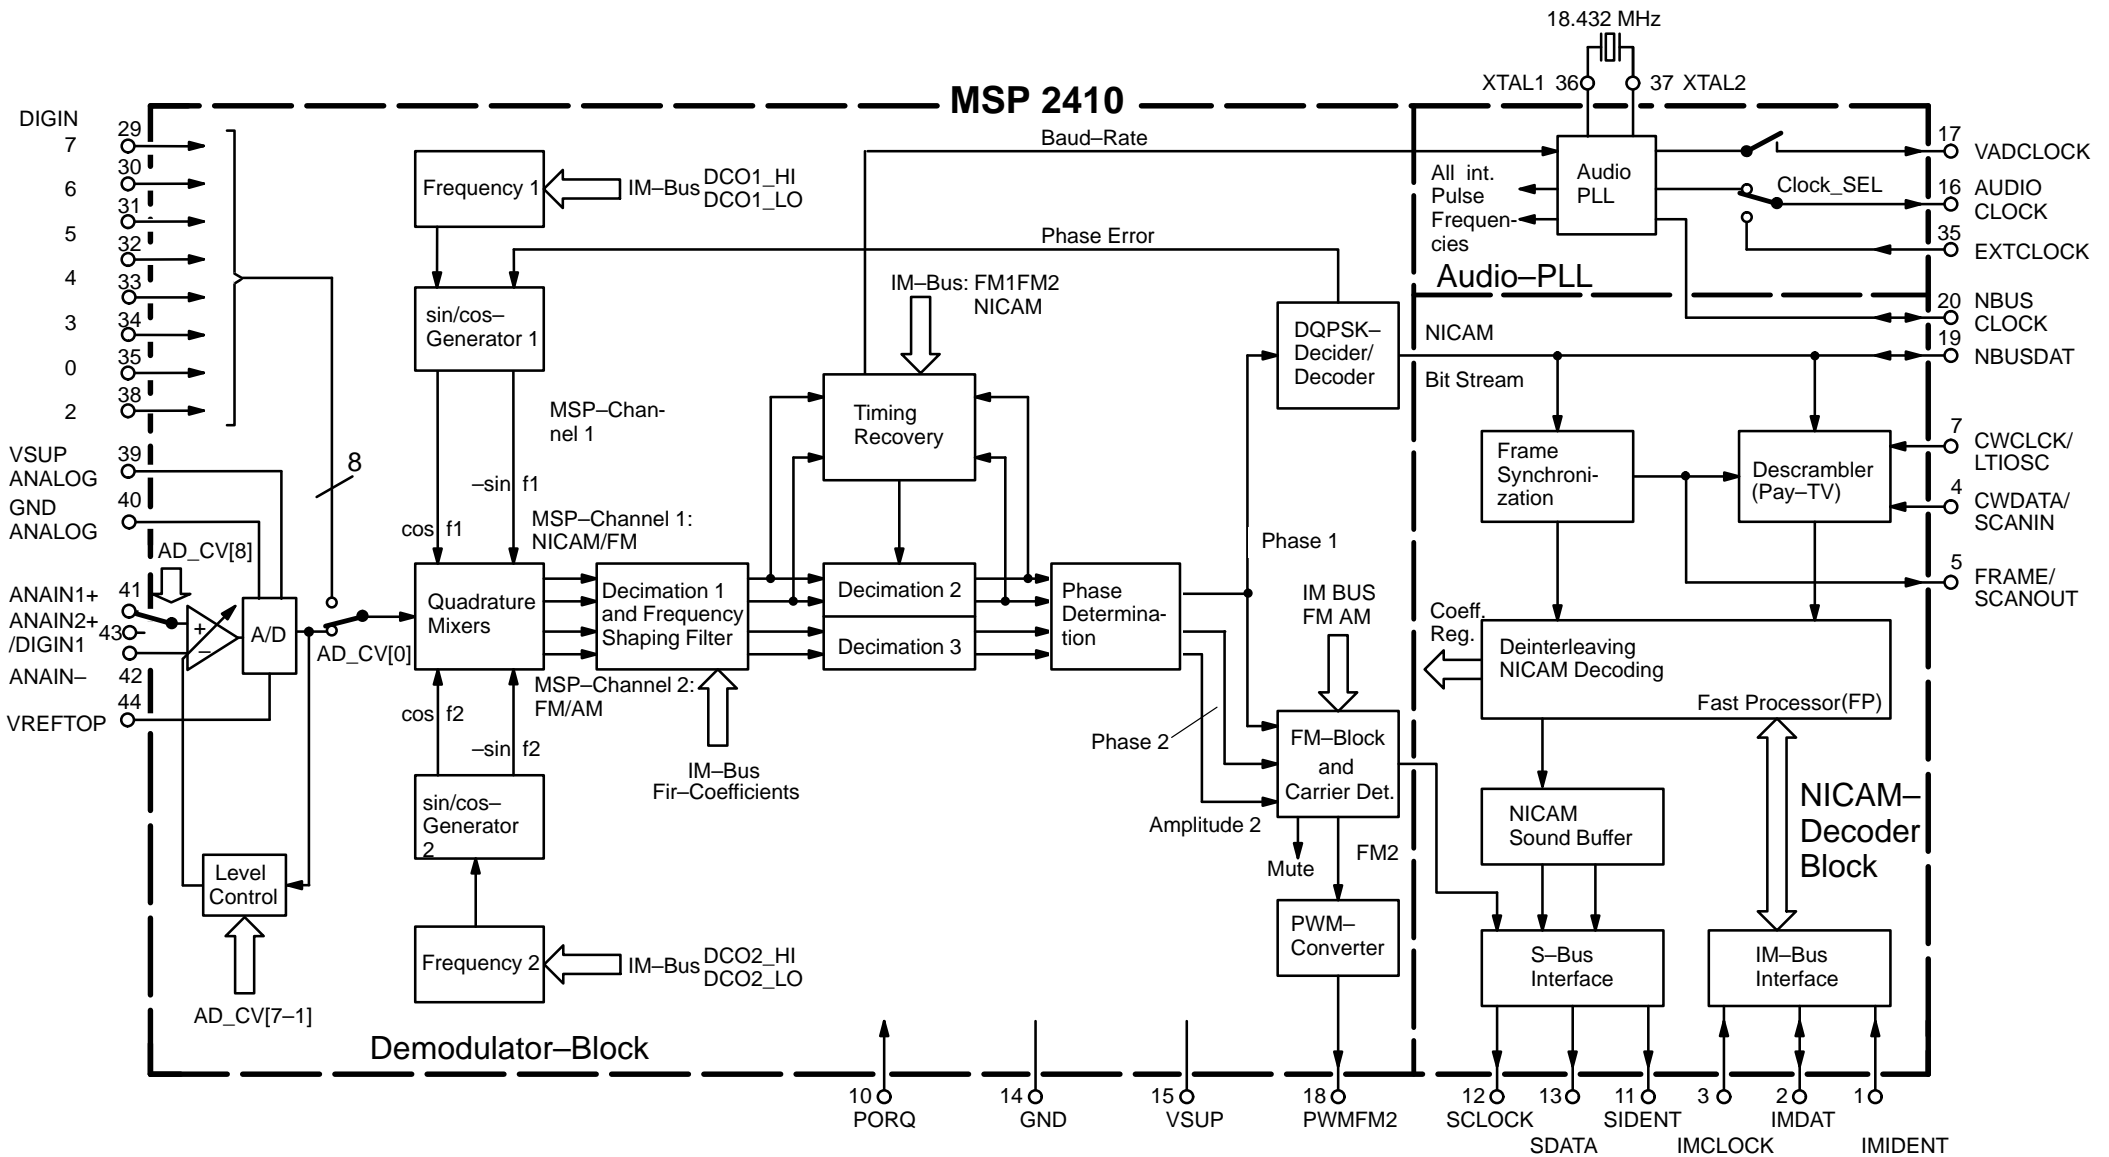 18.432 MHz
XTAL1 36
37 XTAL2
MSP 2410
DIGIN
7
29
6
30
5
31
4
32
3
33
0
34
2
35
38
VSUP
ANALOG
39
GND
ANALOG
40
AD_CV[8]
ANAIN1+
41
ANAIN2+
/DIGIN1
43
ANAIN–
42
VREFTOP
44
+
–
A/D
8
AD_CV[0]
Level
Control
AD_CV[7–1]
Frequency 1
IM–Bus
DCO1_HI
DCO1_LO
sin/cos–
Generator 1
MSP–Chan-
nel 1
cos f1
–sin f1
MSP–Channel 1:
NICAM/FM
Quadrature
Mixers
MSP–Channel 2:
FM/AM
cos f2
–sin f2
sin/cos–
Generator
2
Frequency 2
IM–Bus
DCO2_HI
DCO2_LO
Decimation 1
and Frequency
Shaping Filter
IM–Bus
Fir–Coefficients
Baud–Rate
Phase Error
IM–Bus: FM1FM2
NICAM
Timing
Recovery
Decimation 2
Decimation 3
Phase
Determina-
tion
Phase 1
Phase 2
Amplitude 2
DQPSK–
Decider/
Decoder
IM BUS
FM AM
FM–Block
and
Carrier Det.
Mute
FM2
PWM–
Converter
Demodulator–Block
All int.
Pulse
Frequen-
cies
Audio
PLL
Clock_SEL
Audio–PLL
17
VADCLOCK
16
AUDIO
CLOCK
35
EXTCLOCK
20
NBUS
CLOCK
19
NBUSDAT
NICAM
Bit Stream
Frame
Synchroni-
zation
Descrambler
(Pay–TV)
7
CWCLCK/
LTIOSC
4
CWDATA/
SCANIN
5
FRAME/
SCANOUT
Coeff.
Reg.
Deinterleaving
NICAM Decoding
Fast Processor(FP)
NICAM
Sound Buffer
NICAM–
Decoder
Block
S–Bus
Interface
IM–Bus
Interface
10
PORQ
14
GND
15
VSUP
18
PWMFM2
12
SCLOCK
13
SDATA
11
SIDENT
3
IMCLOCK
2
IMDAT
1
IMIDENT